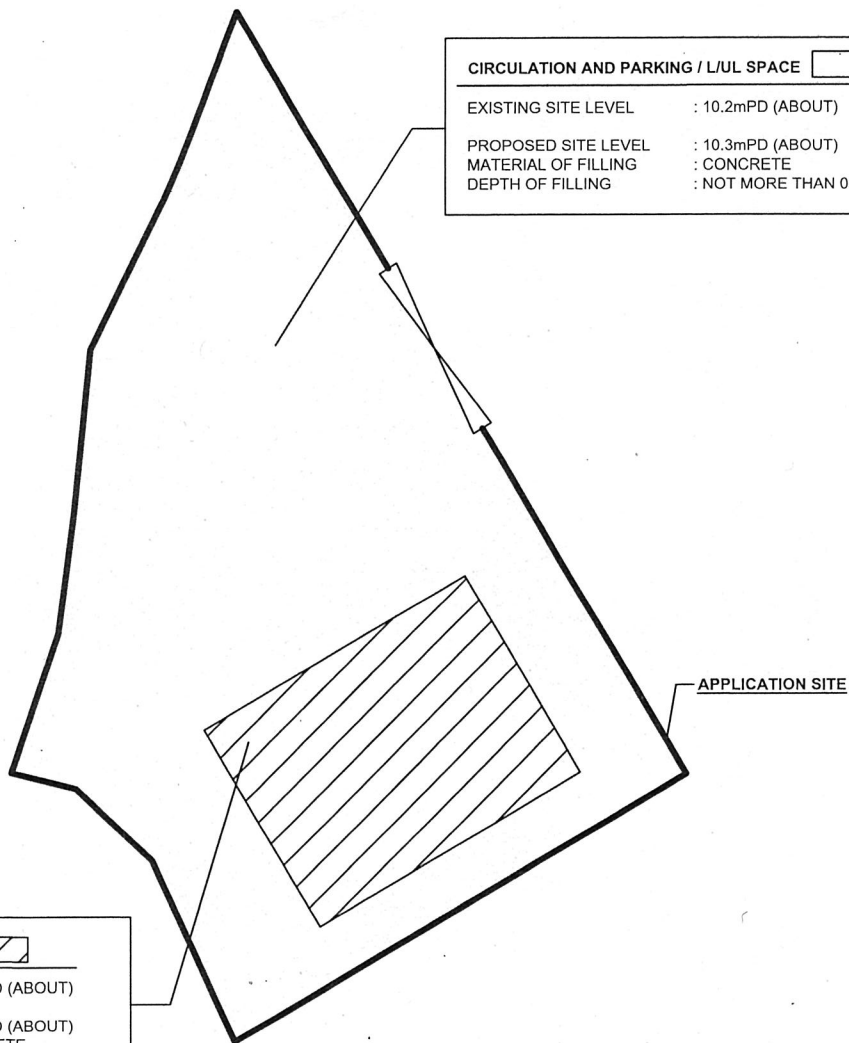 CIRCULATION AND PARKING / L/UL SPACE
EXISTING SITE LEVEL : 10.2mPD (ABOUT)
PROPOSED SITE LEVEL : 10.3mPD (ABOUT)
MATERIAL OF FILLING : CONCRETE
DEPTH OF FILLING : NOT MORE THAN 0
APPLICATION SITE
(ABOUT)
(ABOUT)